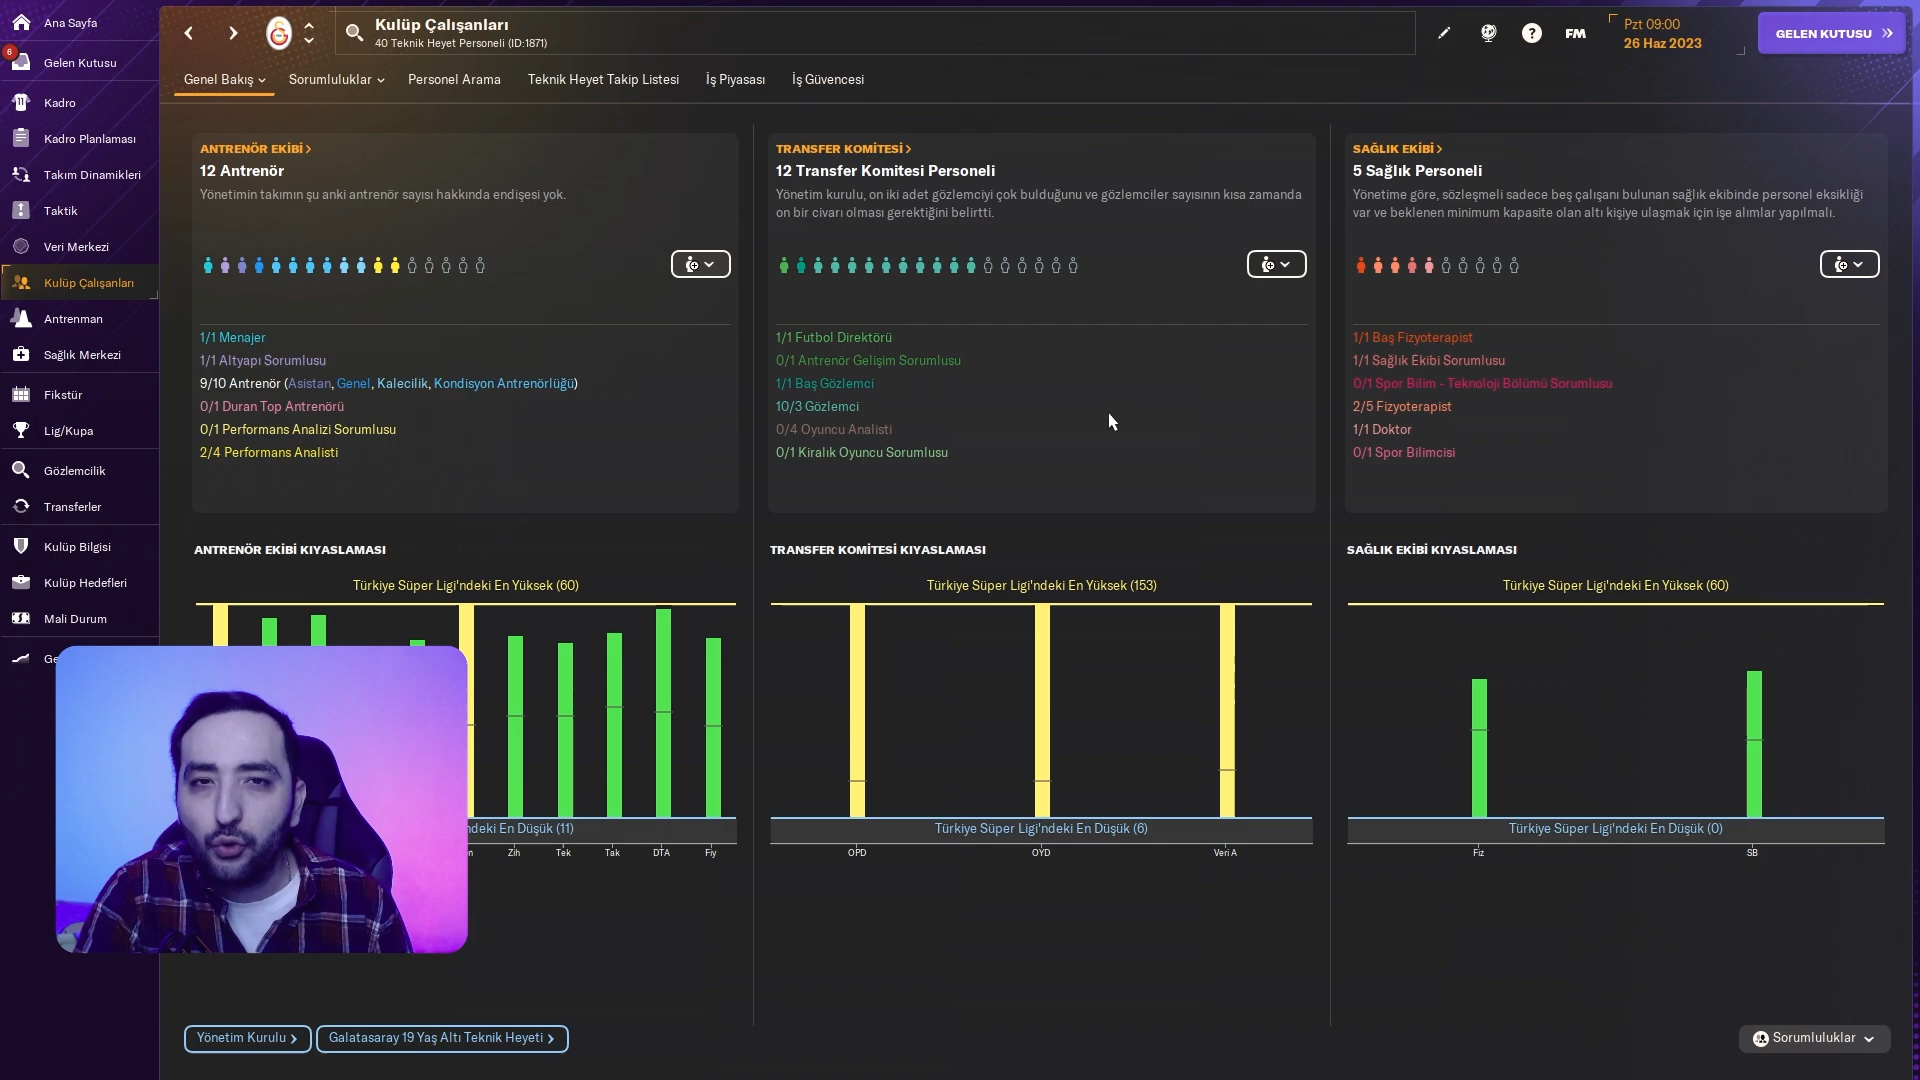 Ana Sayfa
6
Gelen Kutusu
Kadro
Kadro Planlaması
Takım Dinamikleri
Taktik
Veri Merkezi
Kulüp Çalışanları
Antrenman
Sağlık Merkezi
Fikstür
Lig/Kupa
Gözlemcilik
Transferler
Kulüp Bilgisi
Kulüp Hedefleri
Mali Durum
Kulüp Çalışanları
40 Teknik Heyet Personeli (ID:1871)
FM
Pzt 09:00
26 Haz 2023
GELEN KUTUSU
Genel Bakış
Sorumluluklar
Personel Arama
Teknik Heyet Takip Listesi
İş Piyasası
İş Güvencesi
ANTRENÖR EKİBİ
12 Antrenör
Yönetimin takımın şu anki antrenör sayısı hakkında endişesi yok.
1/1 Menajer
1/1 Altyapı Sorumlusu
9/10 Antrenör (Asistan, Genel, Kalecilik, Kondisyon Antrenörlüğü)
0/1 Duran Top Antrenörü
0/1 Performans Analizi Sorumlusu
2/4 Performans Analisti
TRANSFER KOMİTESİ
12 Transfer Komitesi Personeli
Yönetim kurulu, on iki adet gözlemciyi çok bulduğunu ve gözlemciler sayısının kısa zamanda
on bir civarı olması gerektiğini belirtti.
1/1 Futbol Direktörü
0/1 Antrenör Gelişim Sorumlusu
1/1 Baş Gözlemci
10/3 Gözlemci
0/4 Oyuncu Analisti
0/1 Kiralık Oyuncu Sorumlusu
SAĞLIK EKİBİ
5 Sağlık Personeli
Yönetime göre, sözleşmeli sadece beş çalışanı bulunan sağlık ekibinde personel eksikliği
var ve beklenen minimum kapasite olan altı kişiye ulaşmak için işe alımlar yapılmalı.
1/1 Baş Fizyoterapist
1/1 Sağlık Ekibi Sorumlusu
0/1 Spor Bilim - Teknoloji Bölümü Sorumlusu
2/5 Fizyoterapist
1/1 Doktor
0/1 Spor Bilimcisi
ANTRENÖR EKİBİ KIYASLAMASI
Türkiye Süper Ligi'ndeki En Yüksek (60)
ndeki En Düşük (11)
Zih
Tek
Tak
DTA
Fiy
TRANSFER KOMİTESİ KIYASLAMASI
Türkiye Süper Ligi'ndeki En Yüksek (153)
Türkiye Süper Ligi'ndeki En Düşük (6)
OPD
OYD
Veri A
SAĞLIK EKİBİ KIYASLAMASI
Türkiye Süper Ligi'ndeki En Yüksek (60)
Türkiye Süper Ligi'ndeki En Düşük (0)
Fiz
SB
Yönetim Kurulu
Galatasaray 19 Yaş Altı Teknik Heyeti
Sorumluluklar